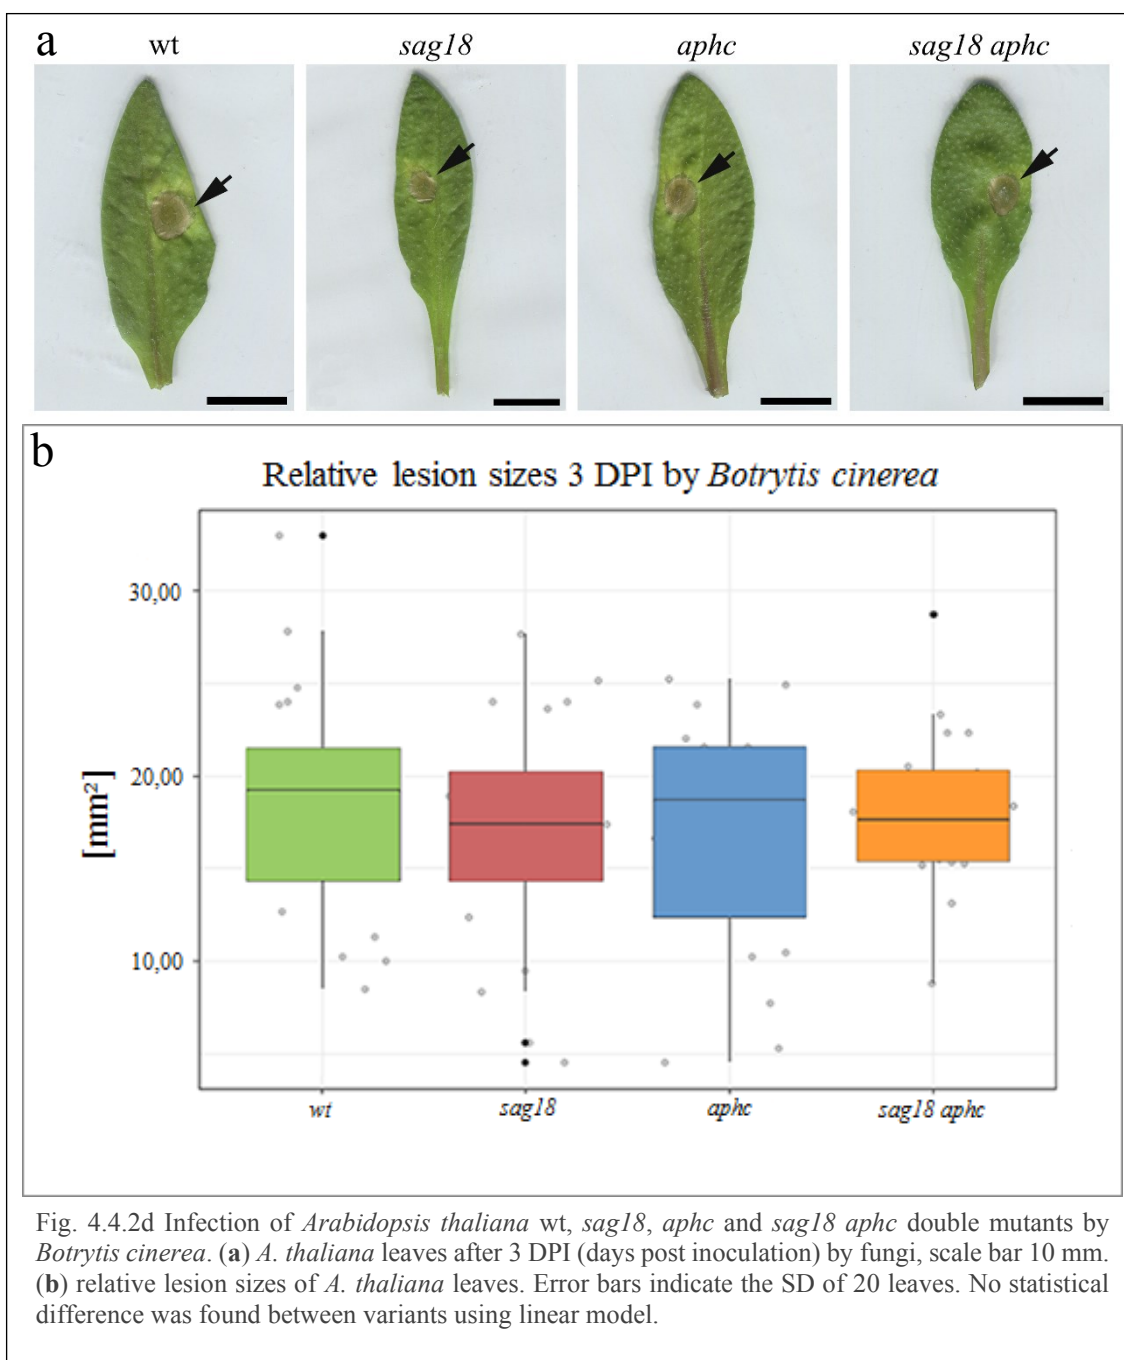 a
wt sag18 aphc sag18 aphc
b
Relative lesion sizes 3 DPI by Botrytis cinerea
30,00
20,00
10,00
[mm²]
wt sag18 aphc sag18 aphc
Fig. 4.4.2d Infection of Arabidopsis thaliana wt, sag18, aphc and sag18 aphc double mutants by
Botrytis cinerea. (a) A. thaliana leaves after 3 DPI (days post inoculation) by fungi, scale bar 10 mm.
(b) relative lesion sizes of A. thaliana leaves. Error bars indicate the SD of 20 leaves. No statistical
difference was found between variants using linear model.